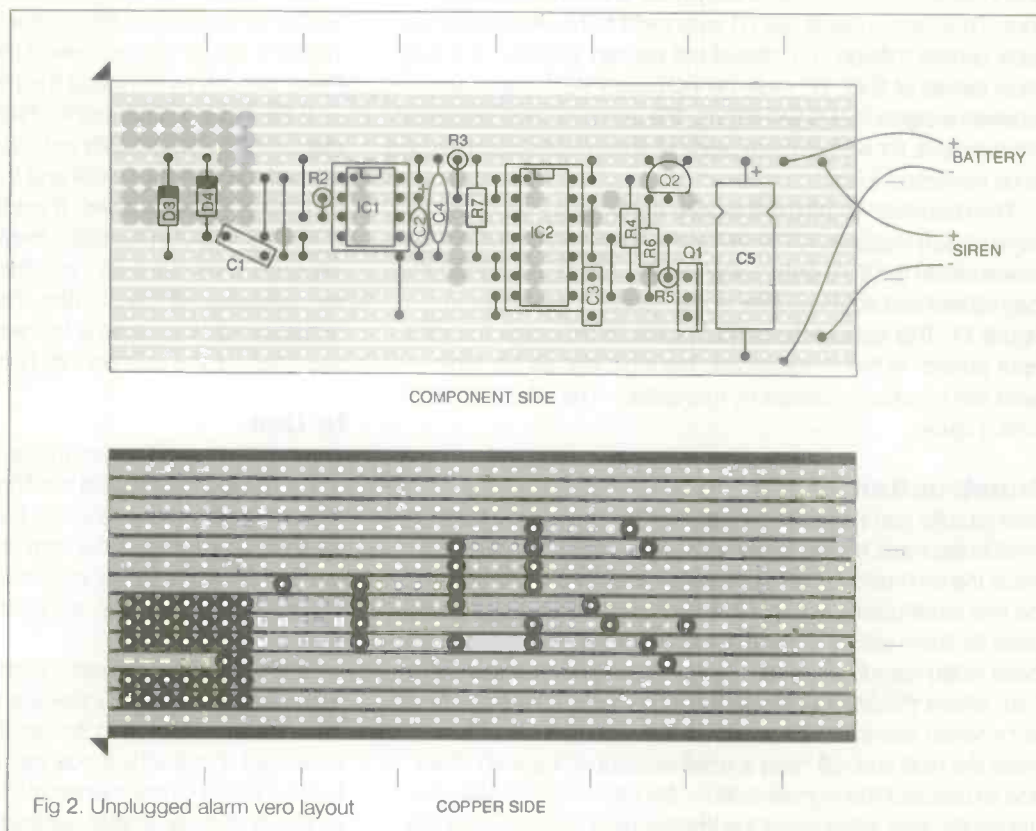 R3
+
BATTERY
-
R2
Q2
+
D3
D4
IC1
+
C2
C4
R7
IC2
R4
R6
C1
C3
R5
Q1
C5
+
SIREN
-
COMPONENT SIDE
Fig 2. Unplugged alarm vero layout
COPPER SIDE